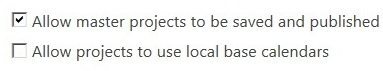 Allow master projects to be saved and published
Allow projects to use local base calendars